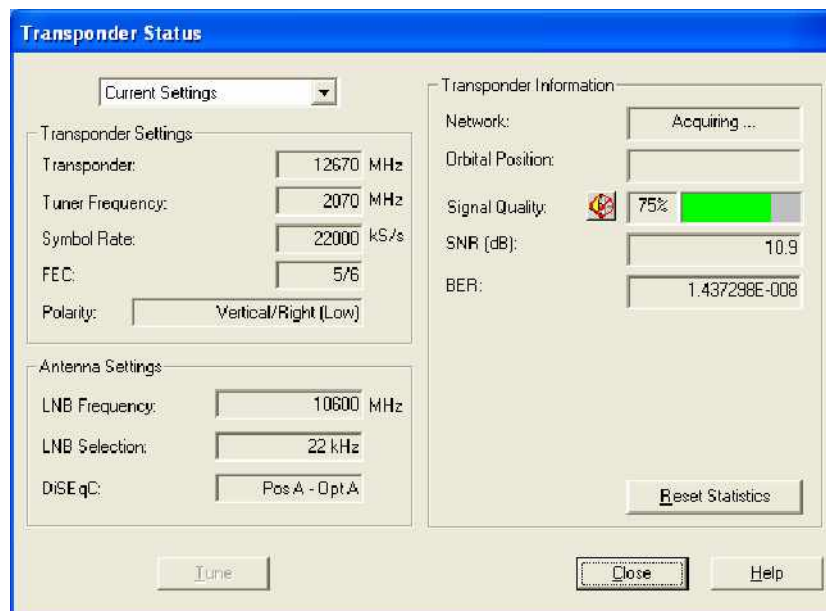 Transponder Status
Current Settings
Transponder Settings
Transponder: 12670 MHz
Tuner Frequency: 2070 MHz
Symbol Rate: 22000 kS/s
FEC: 5/6
Polarity: Vertical/Right (Low)
Antenna Settings
LNB Frequency: 10600 MHz
LNB Selection: 22 kHz
DiSEqC: Pos A - Opt A
Tune
Transponder Information
Network: Acquiring ...
Orbital Position:
Signal Quality: 75%
SNR (dB): 10.9
BER: 1.437298E-008
Reset Statistics
Close Help